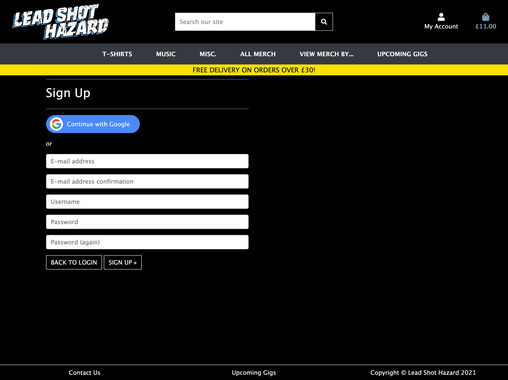 LEAD SHOT
HAZARD
Search our site
My Account
£11.00
T-SHIRTS MUSIC MISC. ALL MERCH VIEW MERCH BY... UPCOMING GIGS
FREE DELIVERY ON ORDERS OVER £30!
Sign Up
Continue with Google
or
E-mail address
E-mail address confirmation
Username
Password
Password (again)
BACK TO LOGIN SIGN UP »
Contact Us Upcoming Gigs Copyright © Lead Shot Hazard 2021